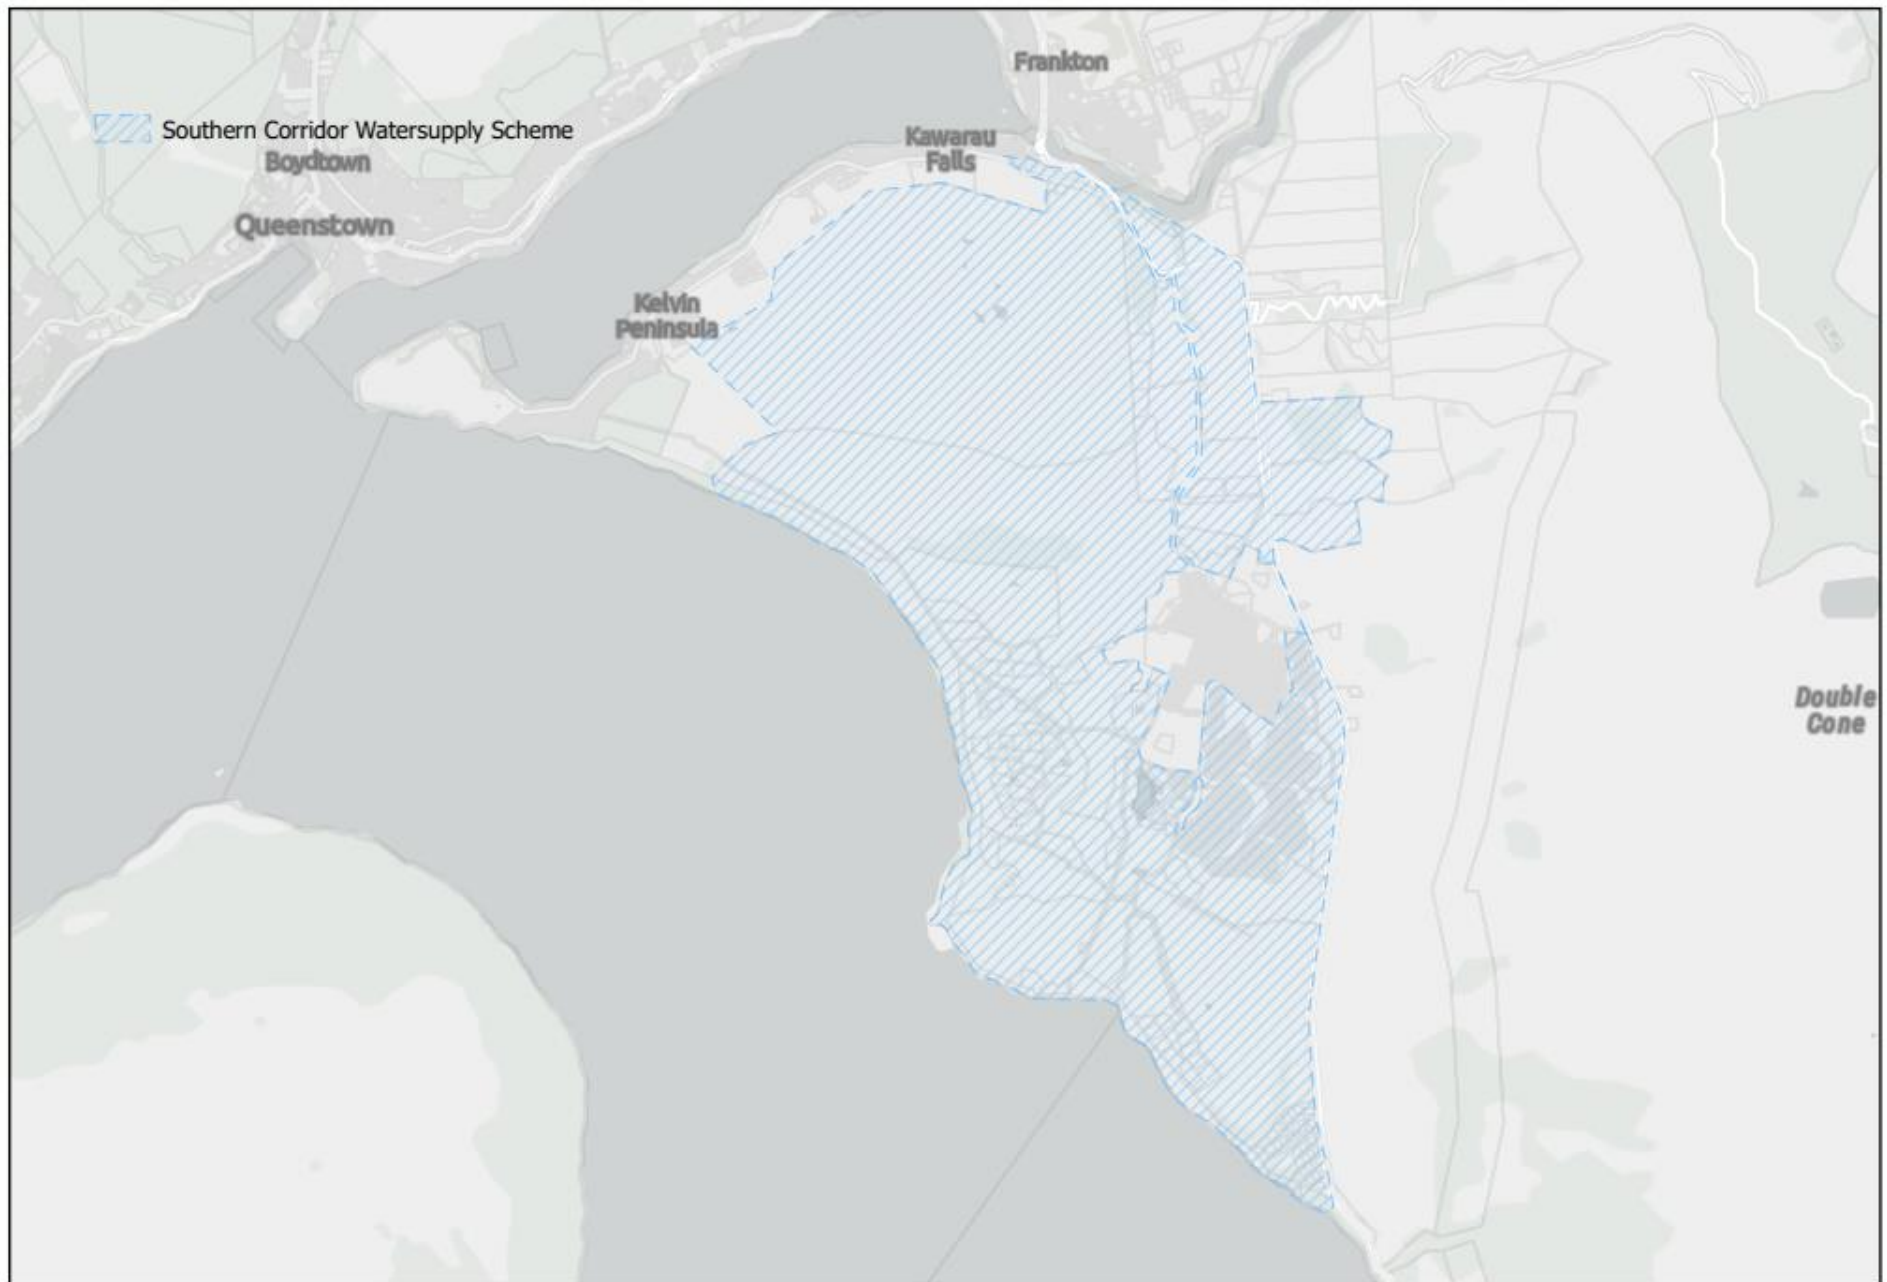 Frankton
Southern Corridor Watersupply Scheme
Boydtown
Kawarau
Falls
Queenstown
Kelvin
Peninsula
Double
Cone